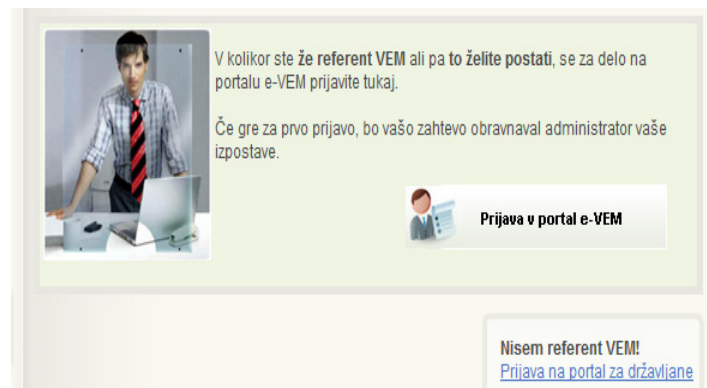 V kolikor ste že referent VEM ali pa to želite postati, se za delo na
portalu e-VEM prijavite tukaj.
Če gre za prvo prijavo, bo vašo zahtevo obravnaval administrator vaše
izpostave.
Prijava v portal e-VEM
Nisem referent VEM!
Prijava na portal za državljane